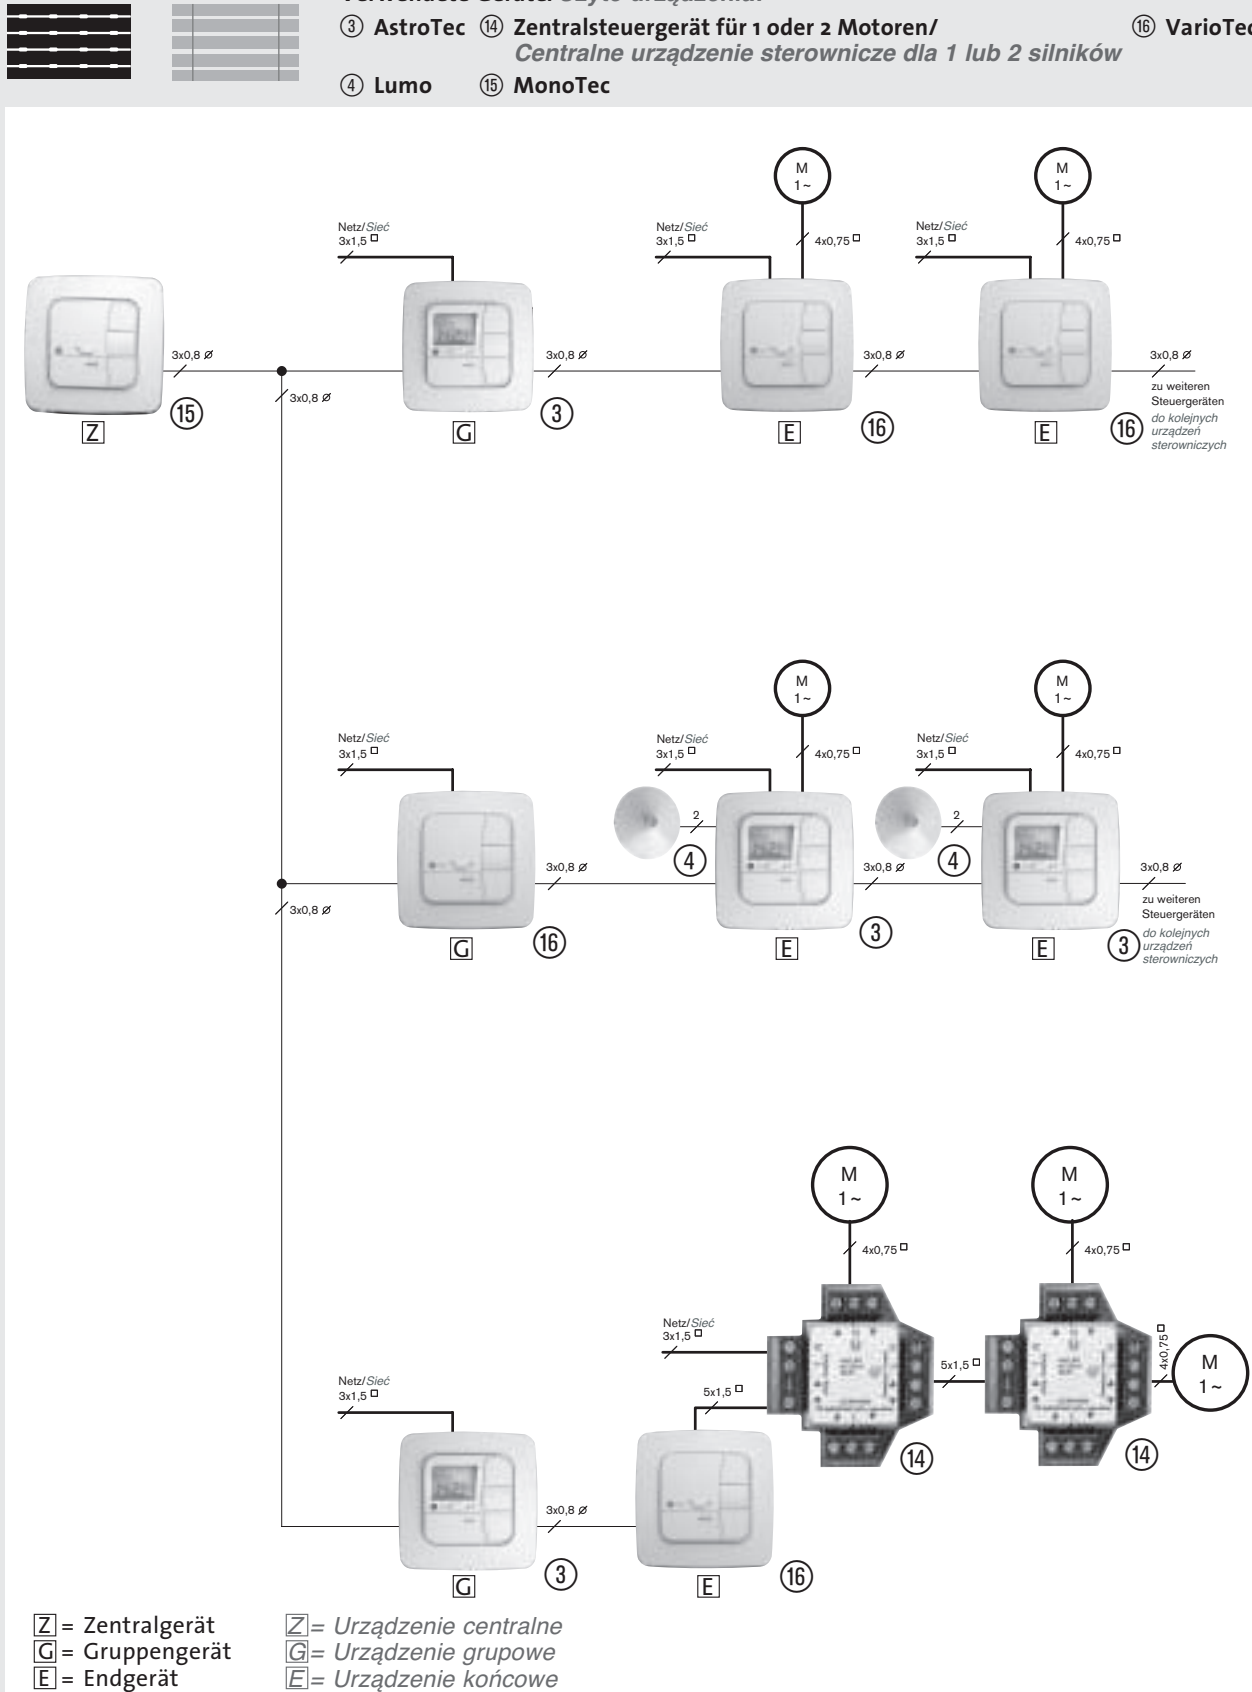 ③ AstroTec ⑭ Zentralsteuergerät für 1 oder 2 Motoren/ ⑯ VarioTec
Centralne urządzenie sterownicze dla 1 lub 2 silników
④ Lumo ⑮ MonoTec
M
1~
M
1~
Netz/Sieć
3x1,5
Netz/Sieć
3x1,5
4x0,75
Netz/Sieć
3x1,5
4x0,75
3x0,8 Ø
3x0,8 Ø
3x0,8 Ø
3x0,8 Ø
3x0,8 Ø
zu weiteren
Steuergeräten
do kolejnych
urządzeń
sterowniczych
⑮
③
⑯
⑯
Z
G
E
E
M
1~
M
1~
Netz/Sieć
3x1,5
Netz/Sieć
3x1,5
4x0,75
Netz/Sieć
3x1,5
4x0,75
2
2
④
④
3x0,8 Ø
3x0,8 Ø
3x0,8 Ø
3x0,8 Ø
zu weiteren
Steuergeräten
do kolejnych
urządzeń
sterowniczych
G
⑯
E
③
E
③
M
1~
M
1~
4x0,75
4x0,75
Netz/Sieć
3x1,5
5x1,5
4x0,75
M
1~
Netz/Sieć
3x1,5
5x1,5
⑭
⑭
3x0,8 Ø
G
③
E
⑯
Z = Zentralgerät
G = Gruppengerät
E = Endgerät
Z = Urządzenie centralne
G = Urządzenie grupowe
E = Urządzenie końcowe